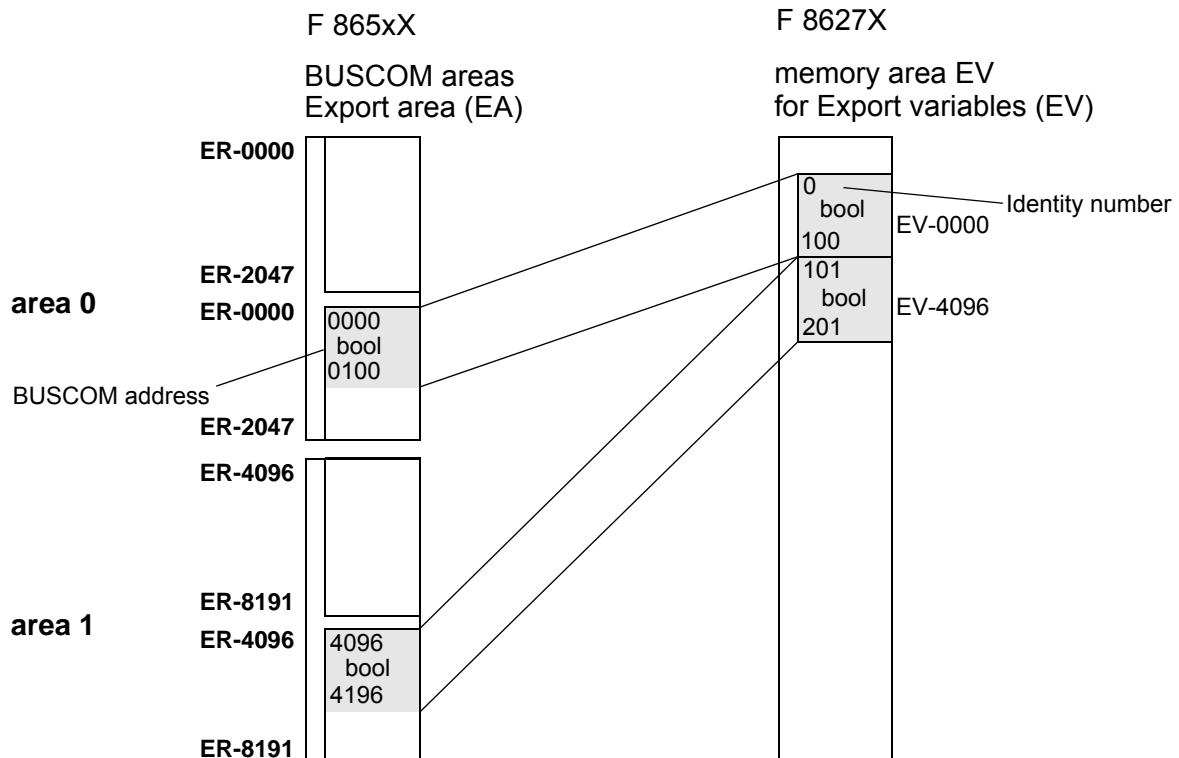 F 865xX
BUSCOM areas
Export area (EA)
F 8627X
memory area EV
for Export variables (EV)
ER-0000
ER-2047
area 0
ER-0000
0000
bool
0100
BUSCOM address
ER-2047
ER-4096
ER-8191
area 1
ER-4096
4096
bool
4196
ER-8191
0
bool
100
Identity number
EV-0000
101
bool
201
EV-4096